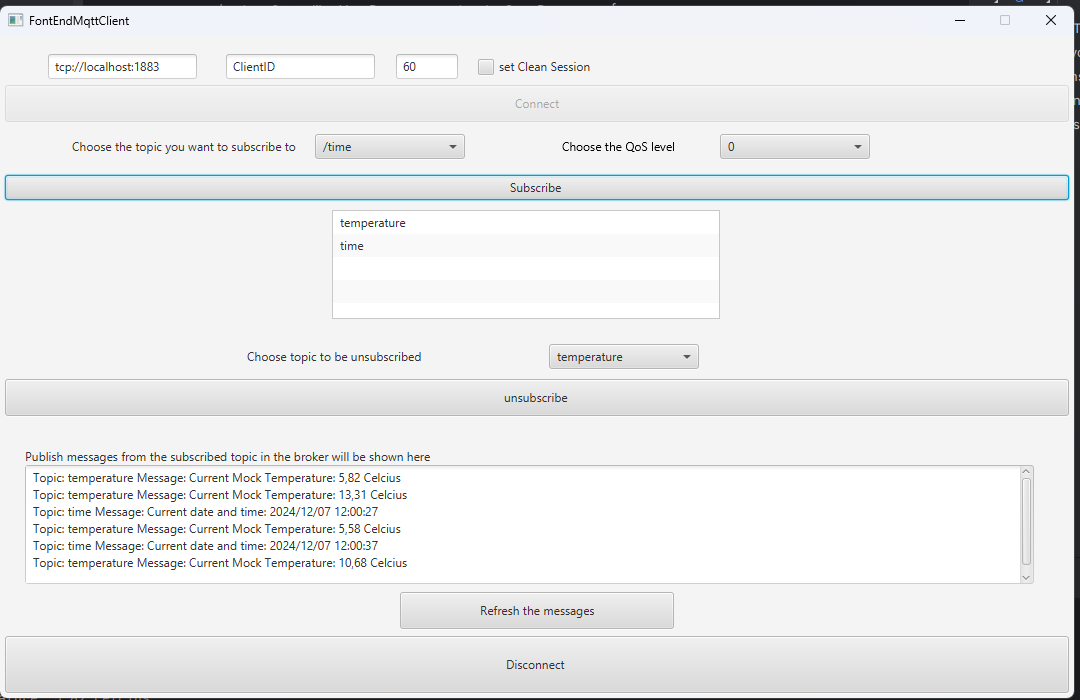 FontEndMqttClient
tcp://localhost:1883 ClientID 60 set Clean Session
Connect
Choose the topic you want to subscribe to /time Choose the QoS level 0
Subscribe
temperature
time
Choose topic to be unsubscribed temperature
unsubscribe
Publish messages from the subscribed topic in the broker will be shown here
Topic: temperature Message: Current Mock Temperature: 5,82 Celcius
Topic: temperature Message: Current Mock Temperature: 13,31 Celcius
Topic: time Message: Current date and time: 2024/12/07 12:00:27
Topic: temperature Message: Current Mock Temperature: 5,58 Celcius
Topic: time Message: Current date and time: 2024/12/07 12:00:37
Topic: temperature Message: Current Mock Temperature: 10,68 Celcius
Refresh the messages
Disconnect